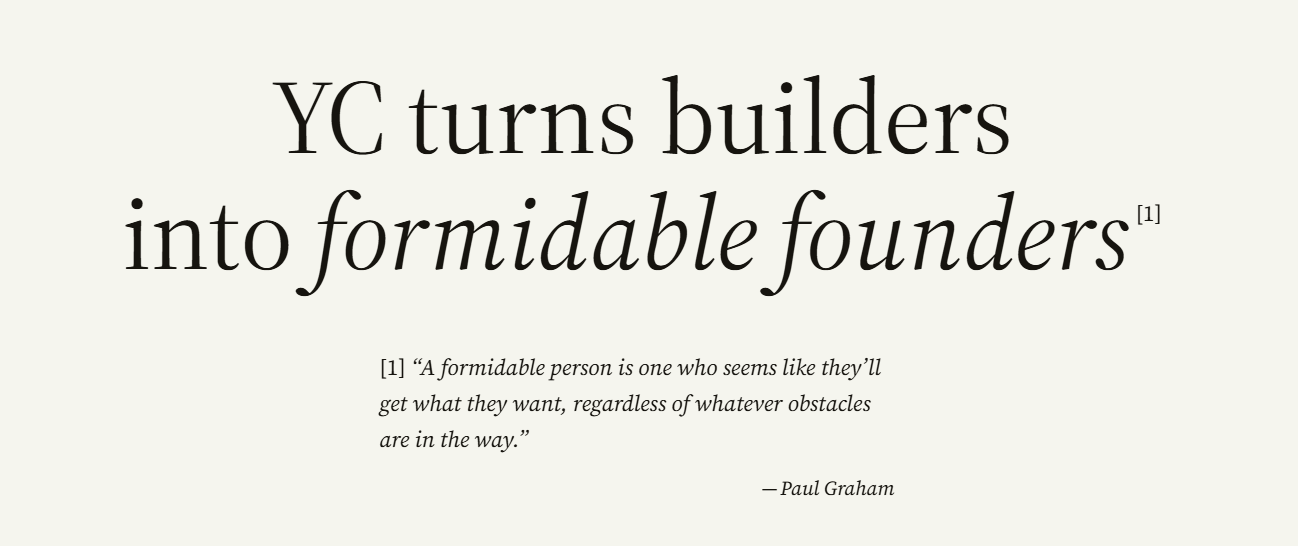 YC turns builders
into formidable founders[1]
[1] “A formidable person is one who seems like they’ll
get what they want, regardless of whatever obstacles
are in the way.”
— Paul Graham